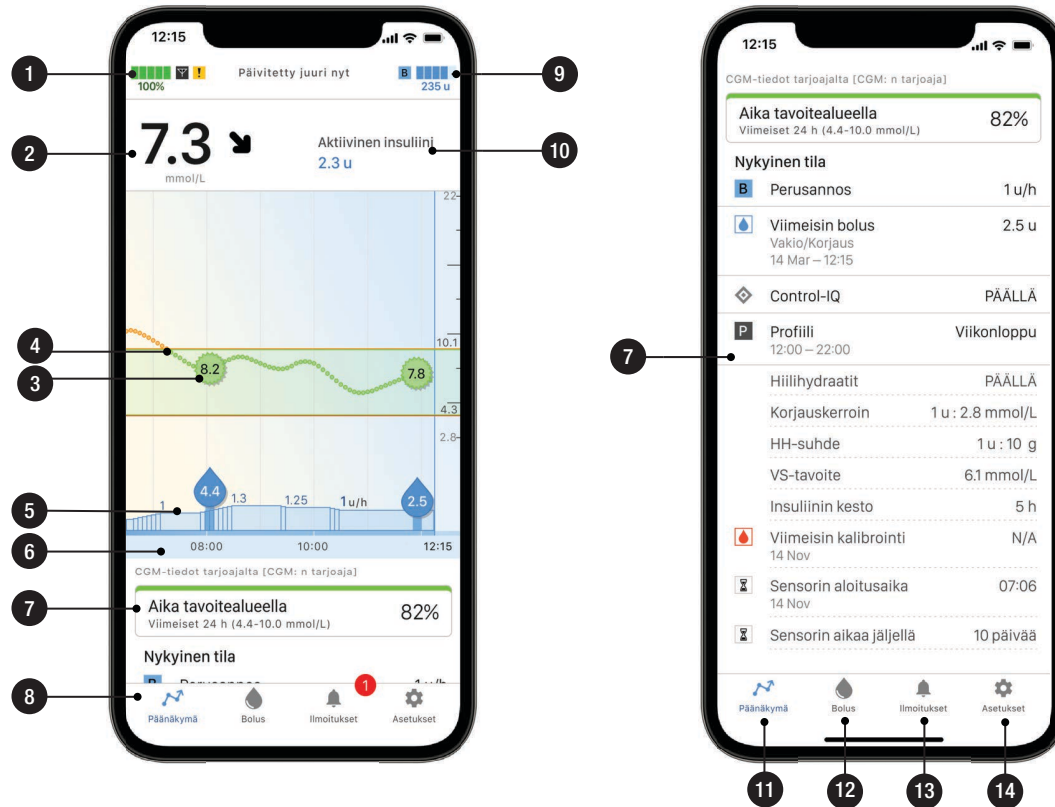 12:15
100%
!
Päivitetty juuri nyt
B
235 u
7.3
mmol/L
Aktiivinen insuliini
2.3 u
22
10.1
8.2
7.8
4.3
2.8
4.4
2.5
1
1.3
1.25
1 u/h
08:00
10:00
12:15
CGM-tiedot tarjoajalta [CGM: n tarjoaja]
Aika tavoitealueella
82%
Viimeiset 24 h (4.4-10.0 mmol/L)
Nykyinen tila
B Perusannos 1 u/h
1
Päänäkymä
Bolus
Ilmoitukset
Asetukset
1
2
3
4
5
6
7
8
9
10
12:15
CGM-tiedot tarjoajalta [CGM: n tarjoaja]
Aika tavoitealueella
82%
Viimeiset 24 h (4.4-10.0 mmol/L)
Nykyinen tila
B Perusannos 1 u/h
Viimeisin bolus 2.5 u
Vakio/Korjaus
14 Mar – 12:15
Control-IQ PÄÄLLÄ
P Profiili Viikonloppu
12:00 – 22:00
Hiilihydraatit PÄÄLLÄ
Korjauskerroin 1 u : 2.8 mmol/L
HH-suhde 1 u : 10 g
VS-tavoite 6.1 mmol/L
Insuliinin kesto 5 h
Viimeisin kalibrointi N/A
14 Nov
Sensorin aloitusaika 07:06
14 Nov
Sensorin aikaa jäljellä 10 päivää
Päänäkymä
Bolus
Ilmoitukset
Asetukset
7
11
12
13
14